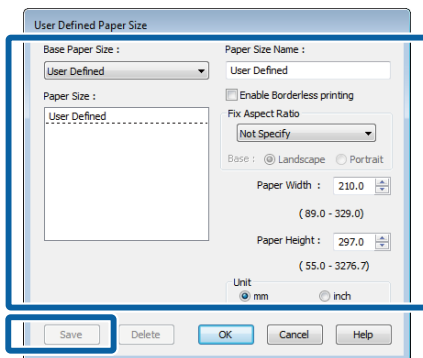 User Defined Paper Size
Base Paper Size :
User Defined
Paper Size :
User Defined
Paper Size Name :
User Defined
Enable Borderless printing
Fix Aspect Ratio
Not Specify
Base : Landscape Portrait
Paper Width : 210.0
( 89.0 - 329.0)
Paper Height : 297.0
( 55.0 - 3276.7)
Unit
mm inch
Save Delete OK Cancel Help